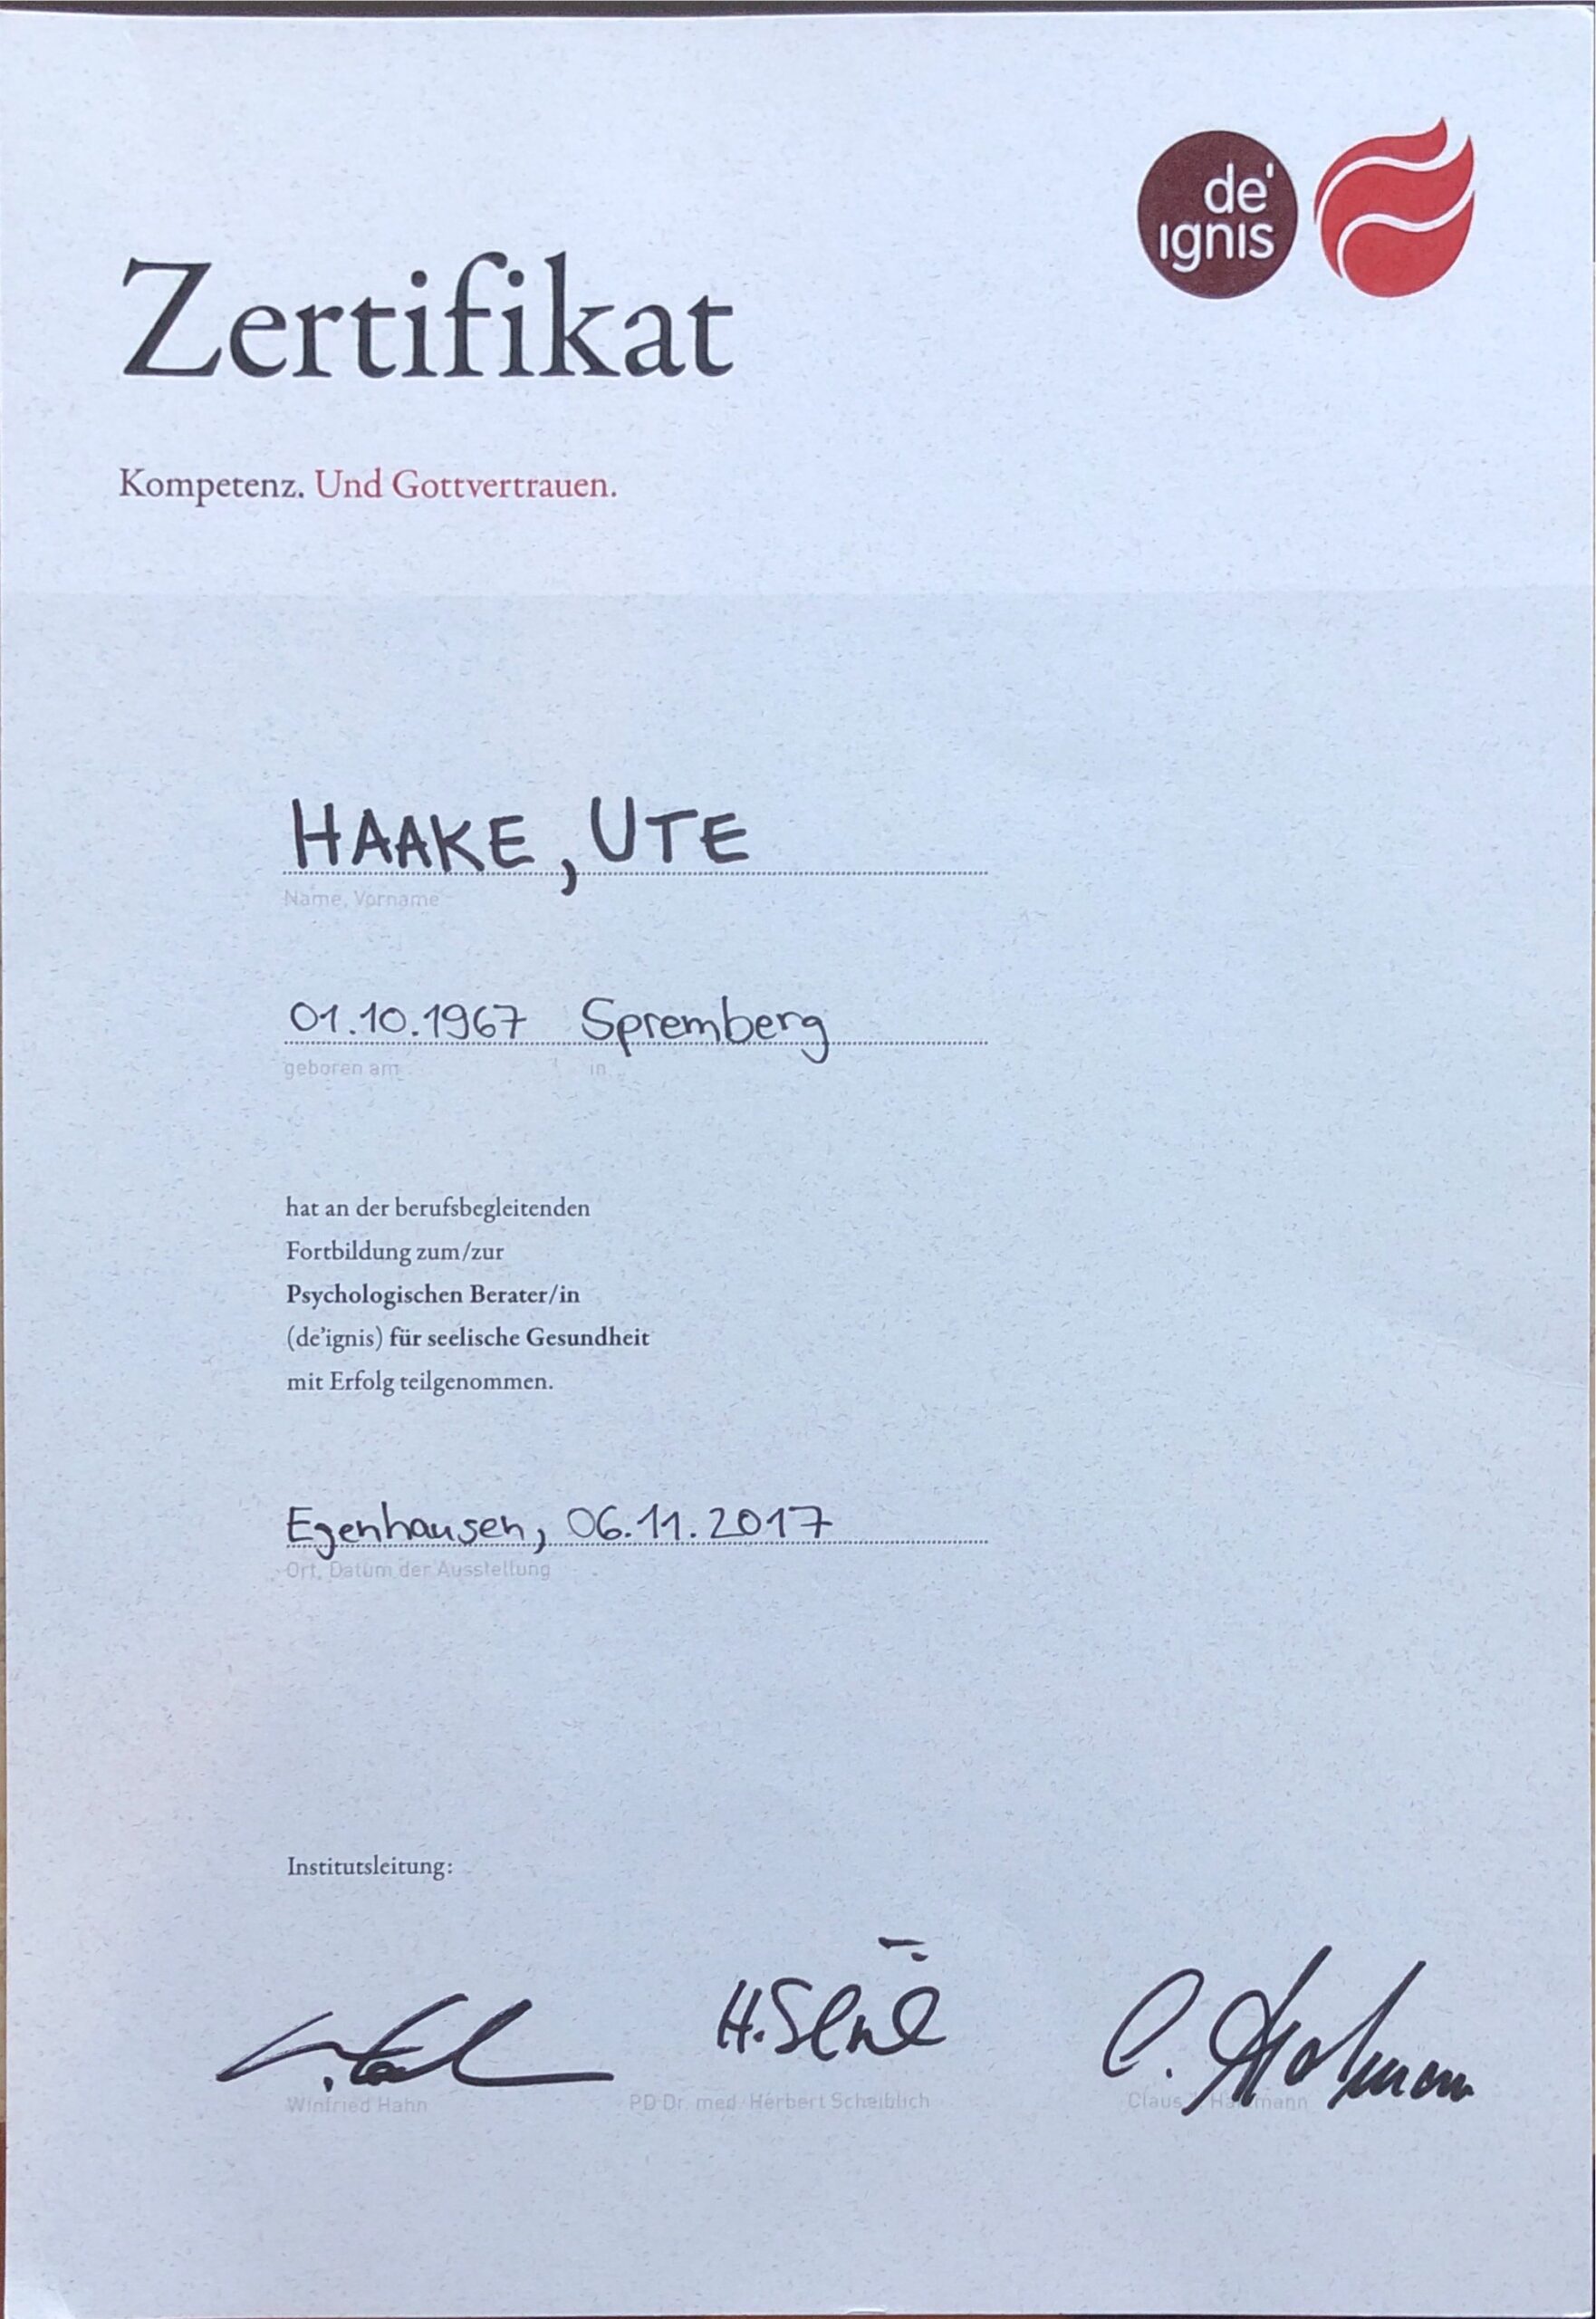 de'
ignis
Zertifikat
Kompetenz. Und Gottvertrauen.
HAAKE, UTE
Name, Vorname
01.10.1967 Spremberg
geboren am in
hat an der berufsbegleitenden
Fortbildung zum/zur
Psychologischen Berater/in
(de'ignis) für seelische Gesundheit
mit Erfolg teilgenommen.
Egenhausen, 06.11.2017
Ort, Datum der Ausstellung
Institutsleitung:
Winfried Hahn PD Dr. med. Herbert Scheiblich Claus